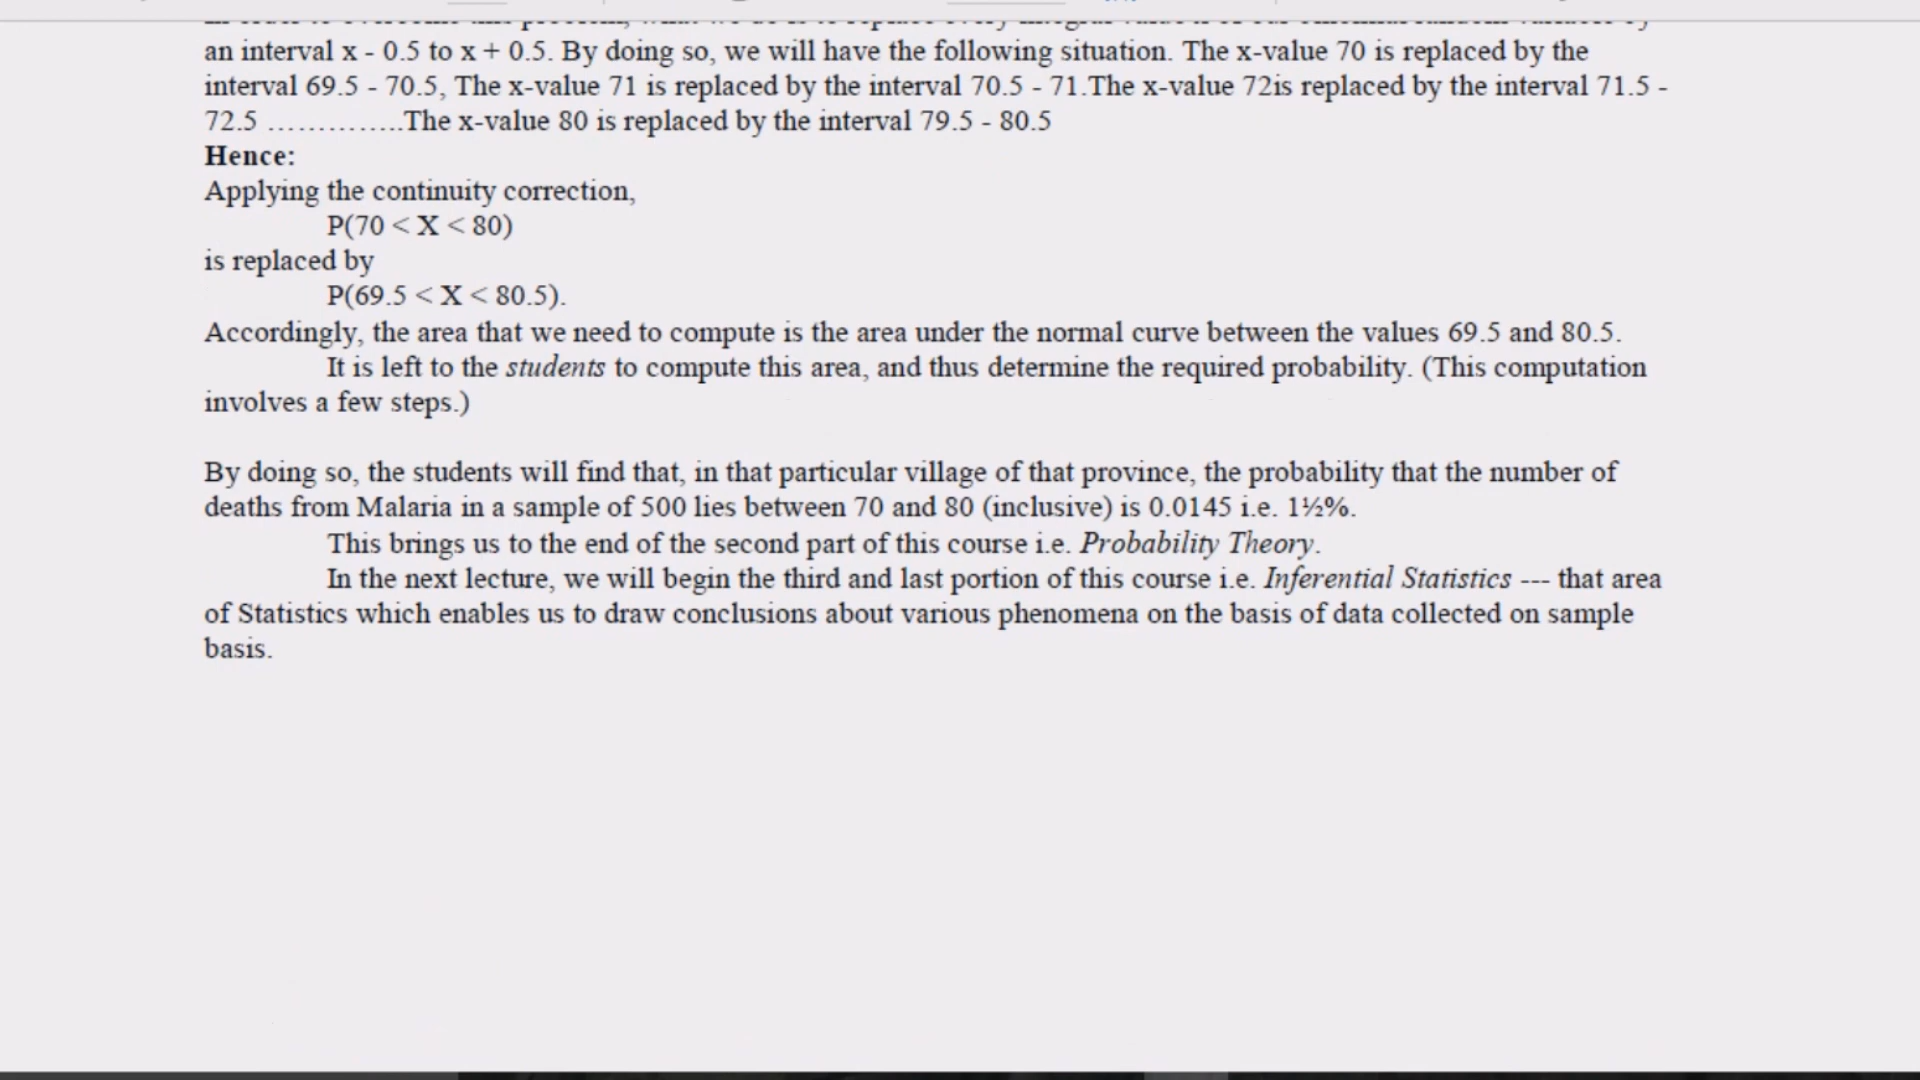 an interval x - 0.5 to x + 0.5. By doing so, we will have the following situation. The x-value 70 is replaced by the
interval 69.5 - 70.5, The x-value 71 is replaced by the interval 70.5 - 71.The x-value 72is replaced by the interval 71.5 -
72.5 …………..The x-value 80 is replaced by the interval 79.5 - 80.5
Hence:
Applying the continuity correction,
P(70 < X < 80)
is replaced by
P(69.5 < X < 80.5).
Accordingly, the area that we need to compute is the area under the normal curve between the values 69.5 and 80.5.
It is left to the students to compute this area, and thus determine the required probability. (This computation
involves a few steps.)
By doing so, the students will find that, in that particular village of that province, the probability that the number of
deaths from Malaria in a sample of 500 lies between 70 and 80 (inclusive) is 0.0145 i.e. 1½%.
This brings us to the end of the second part of this course i.e. Probability Theory.
In the next lecture, we will begin the third and last portion of this course i.e. Inferential Statistics --- that area
of Statistics which enables us to draw conclusions about various phenomena on the basis of data collected on sample
basis.